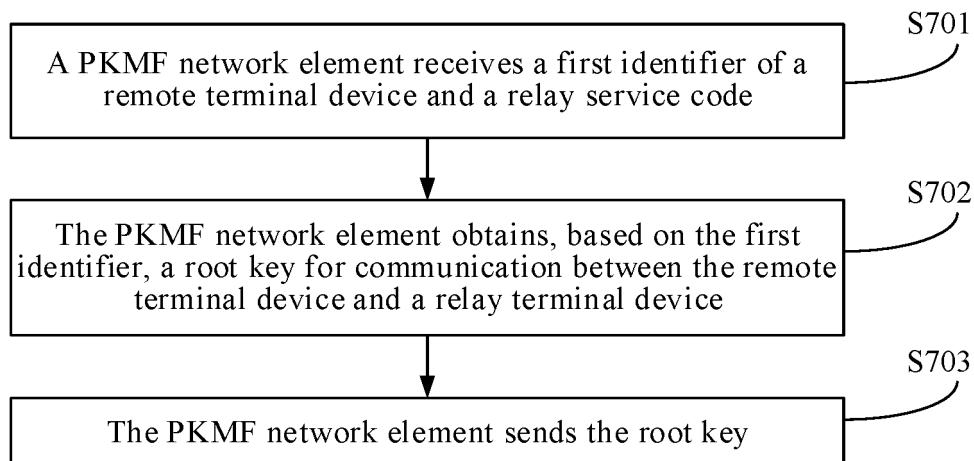 S701
A PKMF network element receives a first identifier of a
remote terminal device and a relay service code
S702
The PKMF network element obtains, based on the first
identifier, a root key for communication between the remote
terminal device and a relay terminal device
S703
The PKMF network element sends the root key